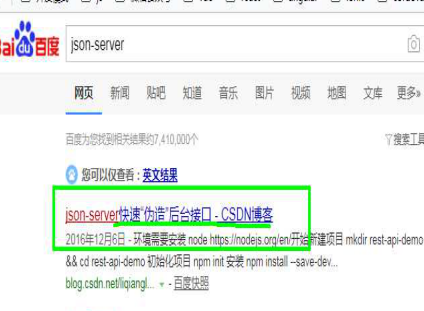 Bai百度
json-server
网页 新闻 贴吧 知道 音乐 图片 视频 地图 文库 更多»
百度为您找到相关结果约7,410,000个 搜索工具
您可以仅查看：英文结果
json-server快速“伪造”后台接口 - CSDN博客
2016年12月6日 - 环境需要安装 node https://nodejs.org/en/开始新建项目 mkdir rest-api-demo
&& cd rest-api-demo 初始化项目 npm init 安装 npm install --save-dev...
blog.csdn.net/liqiangl... - 百度快照